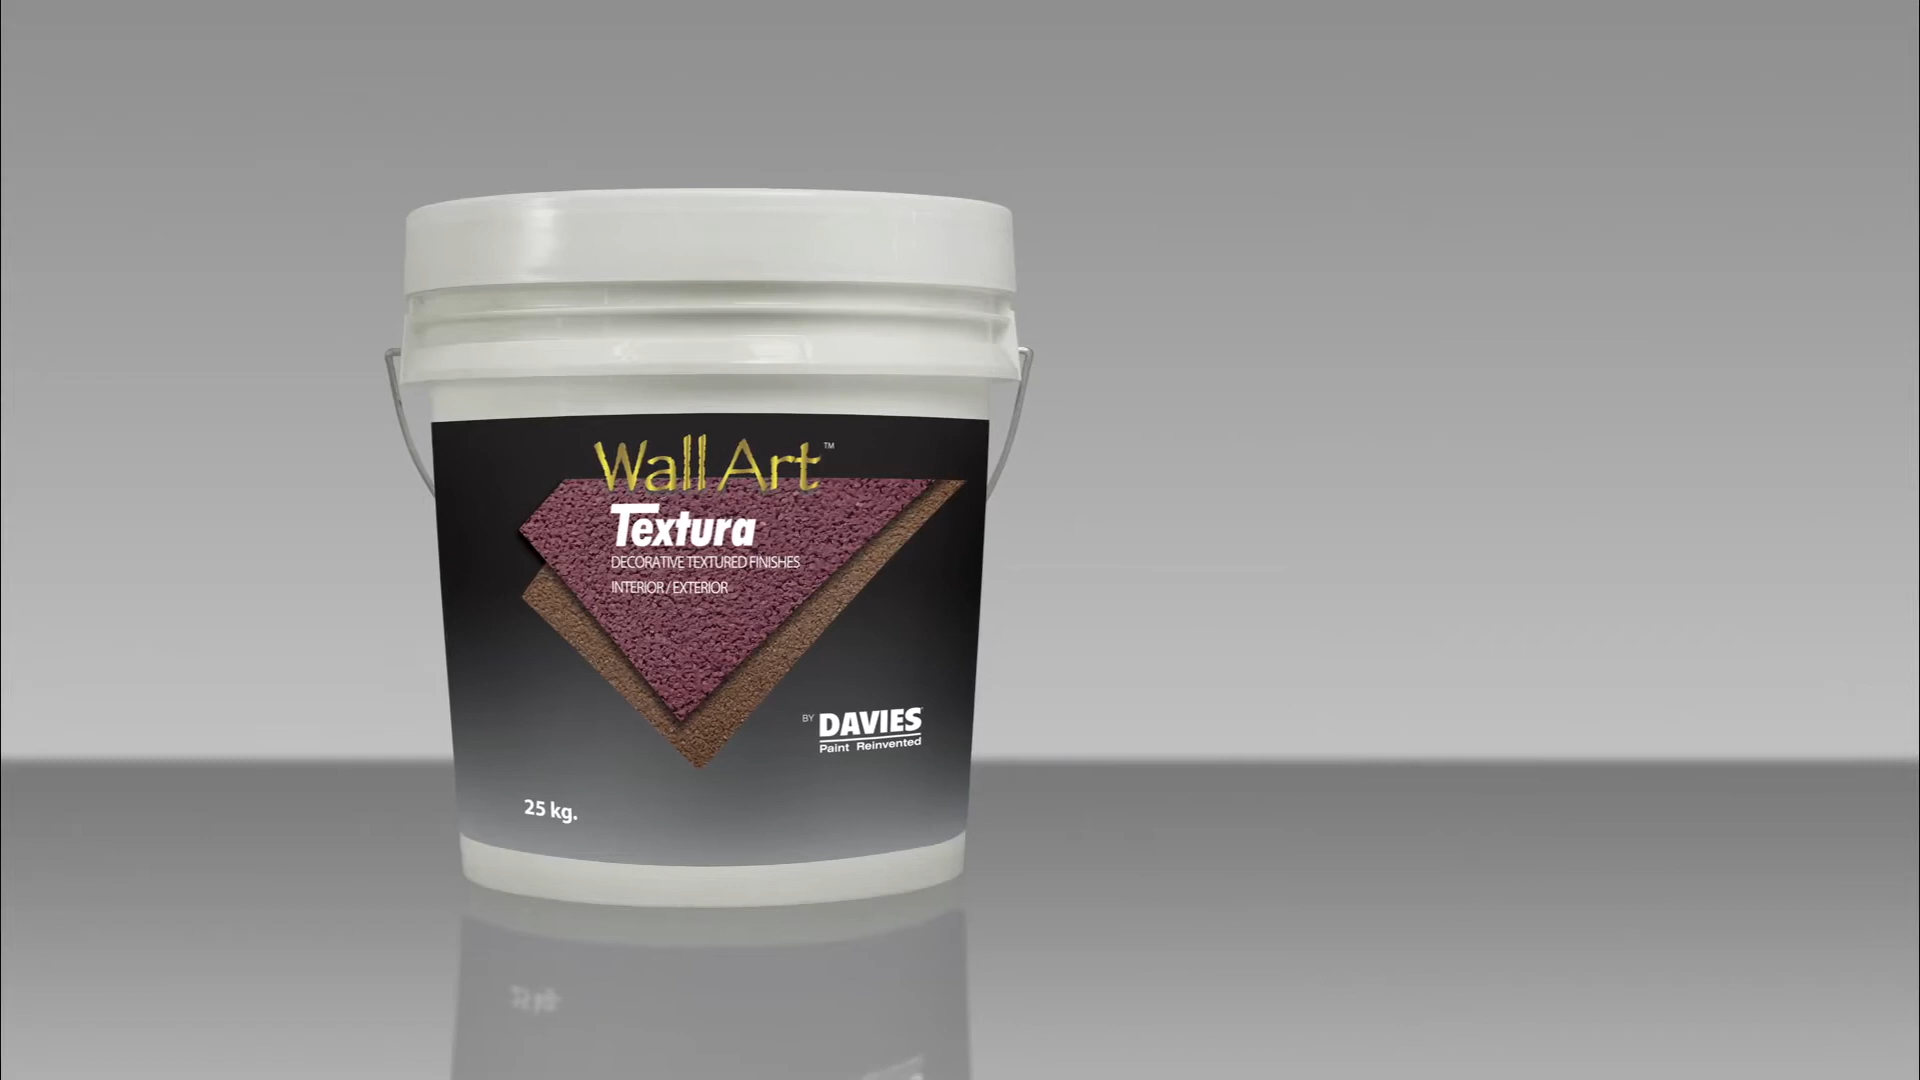 Wall Art™
Textura
DECORATIVE TEXTURED FINISHES
INTERIOR / EXTERIOR
BY DAVIES
Paint Reinvented
25 kg.